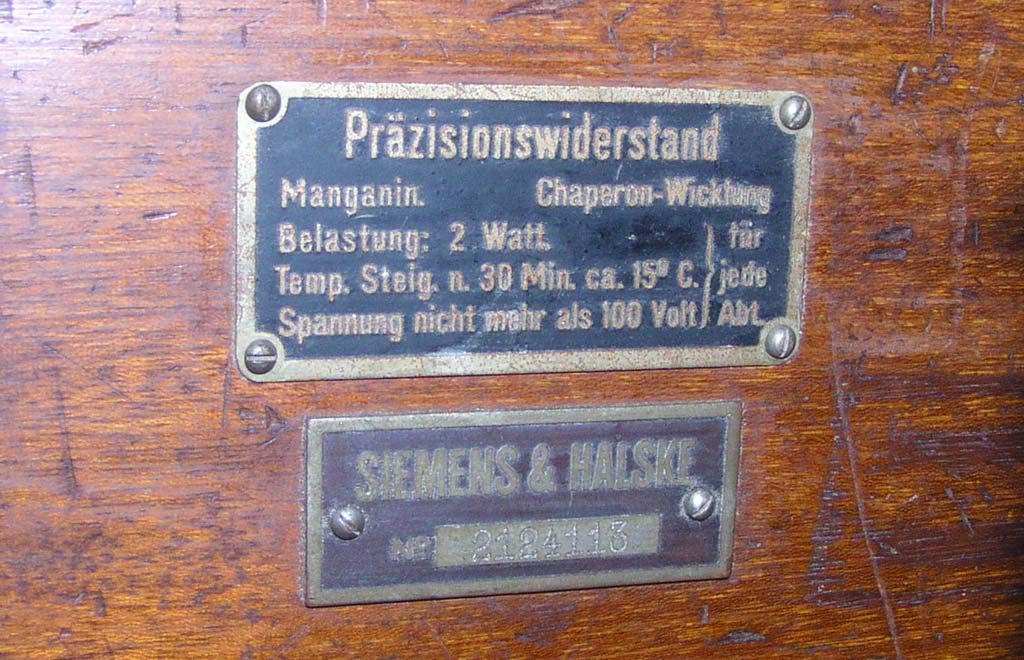 Präzisionswiderstand
Manganin. Chaperon-Wicklung
Belastung: 2 Watt. } für
Temp. Steig. n. 30 Min. ca. 15° C. } jede
Spannung nicht mehr als 100 Volt } Abt.
SIEMENS & HALSKE
Nº 2124113